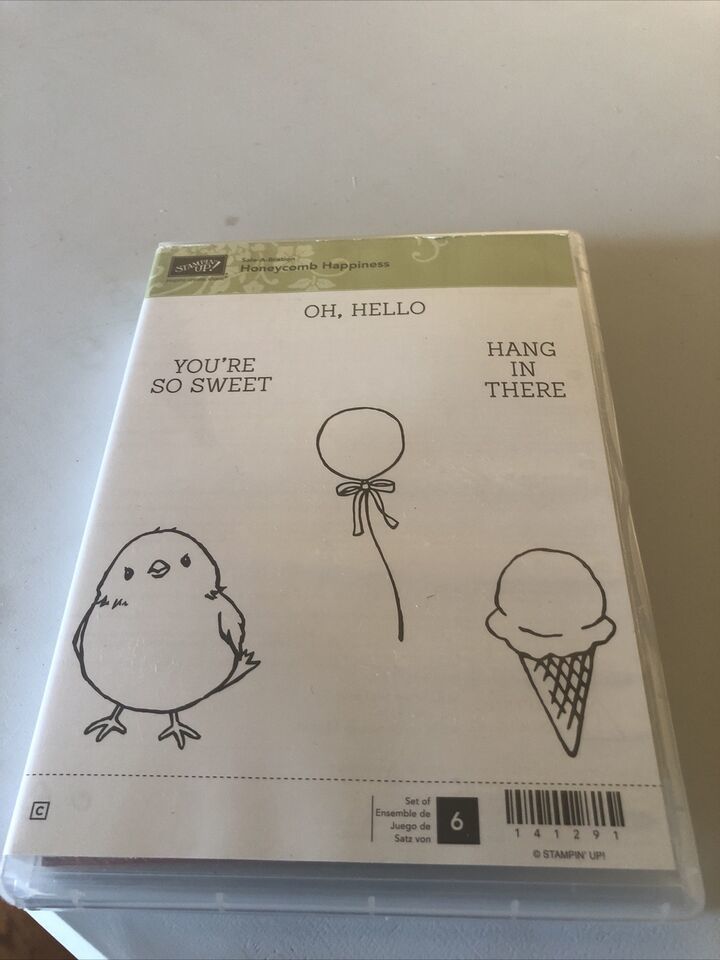 STAMPIN' UP!
Sale-A-Bration
Honeycomb Happiness
OH, HELLO
YOU'RE
SO SWEET
HANG
IN
THERE
C
Set of
Ensemble de
Juego de
Satz von
6
141291
© STAMPIN' UP!